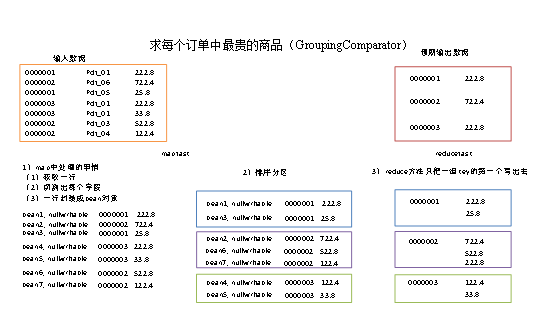 求每个订单中最贵的商品（GroupingComparator）
输入数据
0000001 Pdt_01 222.8
0000002 Pdt_06 722.4
0000001 Pdt_05 25.8
0000003 Pdt_01 222.8
0000003 Pdt_01 33.8
0000002 Pdt_03 522.8
0000002 Pdt_04 122.4
预期输出数据
0000001 222.8
0000002 722.4
0000003 222.8
maptast
1）map中处理的事情
（1）获取一行
（2）切割出每个字段
（3）一行封装成bean对象
bean1, nullwritable 0000001 222.8
bean2, nullwritable 0000002 722.4
bean3, nullwritable 0000001 25.8
bean4, nullwritable 0000003 222.8
bean5, nullwritable 0000003 33.8
bean6, nullwritable 0000002 522.8
bean7, nullwritable 0000002 122.4
2）排序分区
bean1, nullwritable 0000001 222.8
bean3, nullwritable 0000001 25.8
bean2, nullwritable 0000002 722.4
bean6, nullwritable 0000002 522.8
bean7, nullwritable 0000002 122.4
bean4, nullwritable 0000003 122.4
bean5, nullwritable 0000003 33.8
reducetast
3）reduce方法只把一组key的第一个写出去
0000001 222.8
25.8
0000002 722.4
522.8
222.8
0000003 122.4
33.8